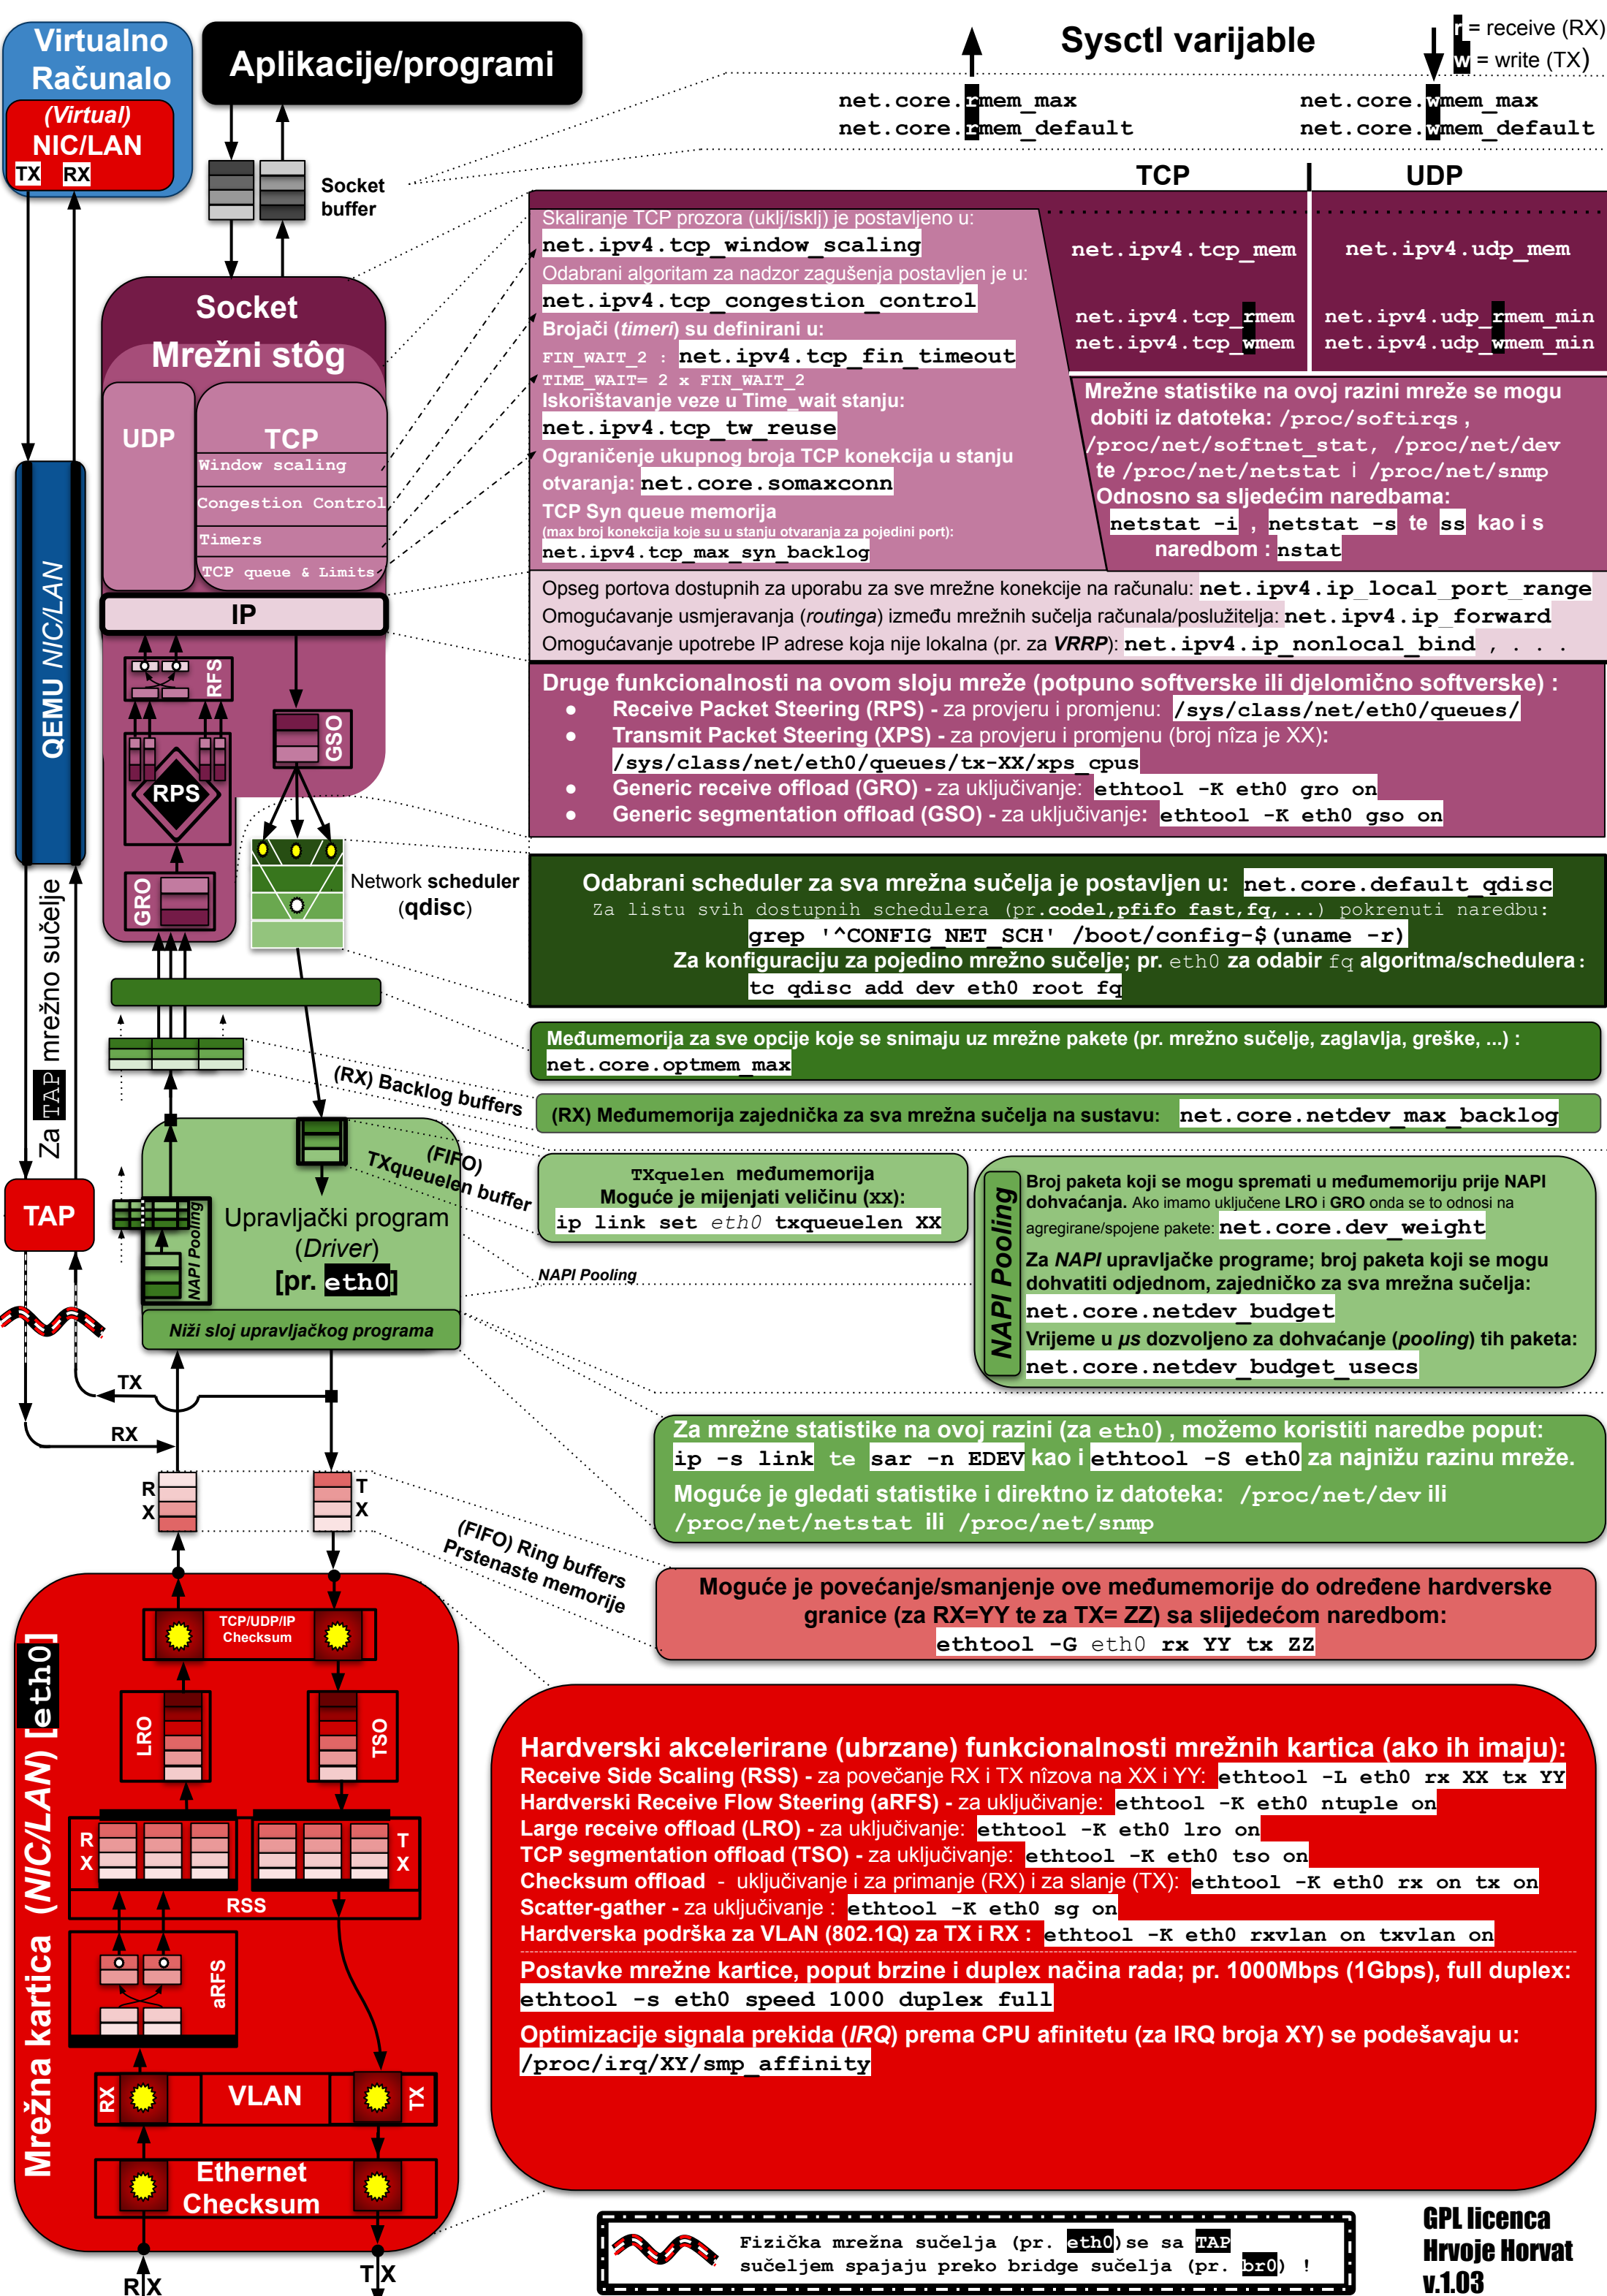 Virtualno
Računalo
(Virtual)
NIC/LAN
TX RX
Aplikacije/programi
Socket
buffer
Sysctl varijable
r = receive (RX)
w = write (TX)
net.core.rmem_max
net.core.rmem_default
net.core.wmem_max
net.core.wmem_default
TCP | UDP
Skaliranje TCP prozora (uklj/isklj) je postavljeno u:
net.ipv4.tcp_window_scaling
Odabrani algoritam za nadzor zagušenja postavljen je u:
net.ipv4.tcp_congestion_control
Brojači (timeri) su definirani u:
FIN_WAIT_2 : net.ipv4.tcp_fin_timeout
TIME_WAIT= 2 x FIN_WAIT_2
Iskorištavanje veze u Time_wait stanju:
net.ipv4.tcp_tw_reuse
Ograničenje ukupnog broja TCP konekcija u stanju
otvaranja: net.core.somaxconn
TCP Syn queue memorija
(max broj konekcija koje su u stanju otvaranja za pojedini port):
net.ipv4.tcp_max_syn_backlog
net.ipv4.tcp_mem
net.ipv4.tcp_rmem
net.ipv4.tcp_wmem
net.ipv4.udp_mem
net.ipv4.udp_rmem_min
net.ipv4.udp_wmem_min
Mrežne statistike na ovoj razini mreže se mogu
dobiti iz datoteka: /proc/softirqs ,
/proc/net/softnet_stat, /proc/net/dev
te /proc/net/netstat i /proc/net/snmp
Odnosno sa sljedećim naredbama:
netstat -i , netstat -s te ss kao i s
naredbom : nstat
Socket
Mrežni stôg
UDP
TCP
Window scaling
Congestion Control
Timers
TCP queue & Limits
IP
RFS
RPS
GRO
GSO
QEMU NIC/LAN
Za TAP mrežno sučelje
Opseg portova dostupnih za uporabu za sve mrežne konekcije na računalu: net.ipv4.ip_local_port_range
Omogućavanje usmjeravanja (routinga) između mrežnih sučelja računala/poslužitelja: net.ipv4.ip_forward
Omogućavanje upotrebe IP adrese koja nije lokalna (pr. za VRRP): net.ipv4.ip_nonlocal_bind , . . .
Druge funkcionalnosti na ovom sloju mreže (potpuno softverske ili djelomično softverske) :
● Receive Packet Steering (RPS) - za provjeru i promjenu: /sys/class/net/eth0/queues/
● Transmit Packet Steering (XPS) - za provjeru i promjenu (broj nîza je XX):
/sys/class/net/eth0/queues/tx-XX/xps_cpus
● Generic receive offload (GRO) - za uključivanje: ethtool -K eth0 gro on
● Generic segmentation offload (GSO) - za uključivanje: ethtool -K eth0 gso on
Network scheduler
(qdisc)
Odabrani scheduler za sva mrežna sučelja je postavljen u: net.core.default_qdisc
Za listu svih dostupnih schedulera (pr.codel,pfifo fast,fq,...) pokrenuti naredbu:
grep '^CONFIG_NET_SCH' /boot/config-$(uname -r)
Za konfiguraciju za pojedino mrežno sučelje; pr. eth0 za odabir fq algoritma/schedulera:
tc qdisc add dev eth0 root fq
Međumemorija za sve opcije koje se snimaju uz mrežne pakete (pr. mrežno sučelje, zaglavlja, greške, ...) :
net.core.optmem_max
(RX) Backlog buffers
(RX) Međumemorija zajednička za sva mrežna sučelja na sustavu: net.core.netdev_max_backlog
(FIFO)
TXqueuelen buffer
TXquelen međumemorija
Moguće je mijenjati veličinu (XX):
ip link set eth0 txqueuelen XX
TAP
NAPI Pooling
Upravljački program
(Driver)
[pr. eth0]
Niži sloj upravljačkog programa
NAPI Pooling
NAPI Pooling
Broj paketa koji se mogu spremati u međumemoriju prije NAPI
dohvaćanja. Ako imamo uključene LRO i GRO onda se to odnosi na
agregirane/spojene pakete: net.core.dev_weight
Za NAPI upravljačke programe; broj paketa koji se mogu
dohvatiti odjednom, zajedničko za sva mrežna sučelja:
net.core.netdev_budget
Vrijeme u µs dozvoljeno za dohvaćanje (pooling) tih paketa:
net.core.netdev_budget_usecs
TX
RX
Za mrežne statistike na ovoj razini (za eth0) , možemo koristiti naredbe poput:
ip -s link te sar -n EDEV kao i ethtool -S eth0 za najnižu razinu mreže.
Moguće je gledati statistike i direktno iz datoteka: /proc/net/dev ili
/proc/net/netstat ili /proc/net/snmp
RX
TX
(FIFO) Ring buffers
Prstenaste memorije
Moguće je povećanje/smanjenje ove međumemorije do određene hardverske
granice (za RX=YY te za TX= ZZ) sa slijedećom naredbom:
ethtool -G eth0 rx YY tx ZZ
Mrežna kartica (NIC/LAN) [eth0]
TCP/UDP/IP
Checksum
LRO
TSO
RX
TX
RSS
aRFS
RX
VLAN
TX
Ethernet
Checksum
RX
TX
Hardverski akcelerirane (ubrzane) funkcionalnosti mrežnih kartica (ako ih imaju):
Receive Side Scaling (RSS) - za povečanje RX i TX nîzova na XX i YY: ethtool -L eth0 rx XX tx YY
Hardverski Receive Flow Steering (aRFS) - za uključivanje: ethtool -K eth0 ntuple on
Large receive offload (LRO) - za uključivanje: ethtool -K eth0 lro on
TCP segmentation offload (TSO) - za uključivanje: ethtool -K eth0 tso on
Checksum offload - uključivanje i za primanje (RX) i za slanje (TX): ethtool -K eth0 rx on tx on
Scatter-gather - za uključivanje : ethtool -K eth0 sg on
Hardverska podrška za VLAN (802.1Q) za TX i RX : ethtool -K eth0 rxvlan on txvlan on
Postavke mrežne kartice, poput brzine i duplex načina rada; pr. 1000Mbps (1Gbps), full duplex:
ethtool -s eth0 speed 1000 duplex full
Optimizacije signala prekida (IRQ) prema CPU afinitetu (za IRQ broja XY) se podešavaju u:
/proc/irq/XY/smp_affinity
Fizička mrežna sučelja (pr. eth0)se sa TAP
sučeljem spajaju preko bridge sučelja (pr. br0) !
GPL licenca
Hrvoje Horvat
v.1.03